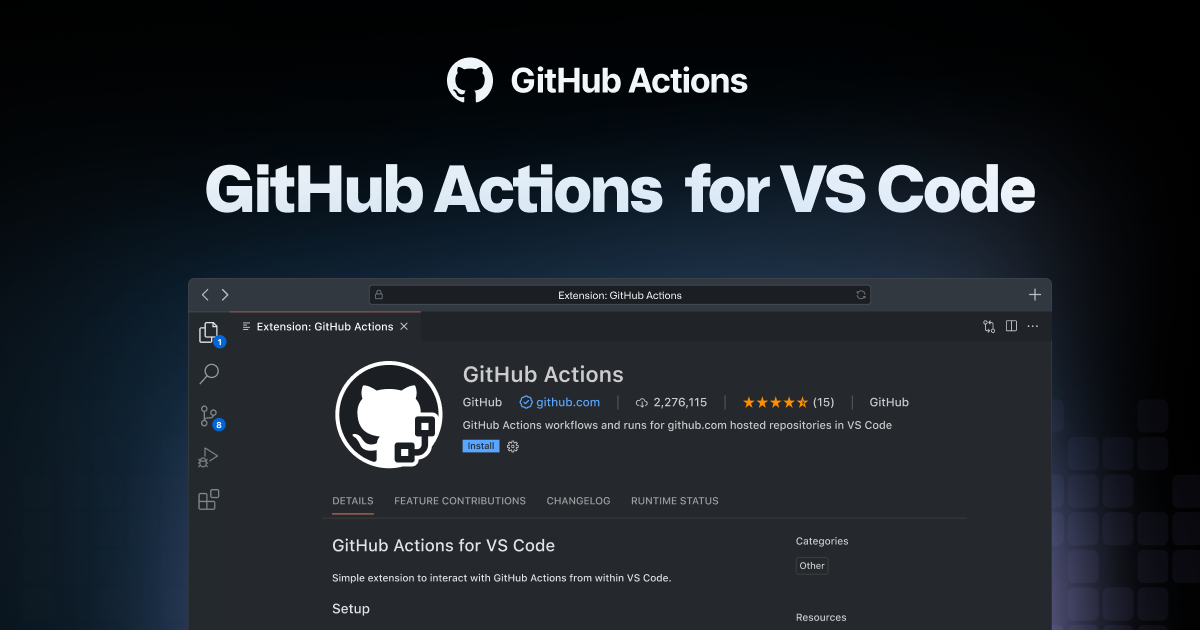 GitHub Actions
GitHub Actions for VS Code
Extension: GitHub Actions
Extension: GitHub Actions
1
8
GitHub Actions
GitHub github.com 2,276,115 (15) GitHub
GitHub Actions workflows and runs for github.com hosted repositories in VS Code
Install
DETAILS FEATURE CONTRIBUTIONS CHANGELOG RUNTIME STATUS
GitHub Actions for VS Code
Categories
Other
Simple extension to interact with GitHub Actions from within VS Code.
Setup
Resources